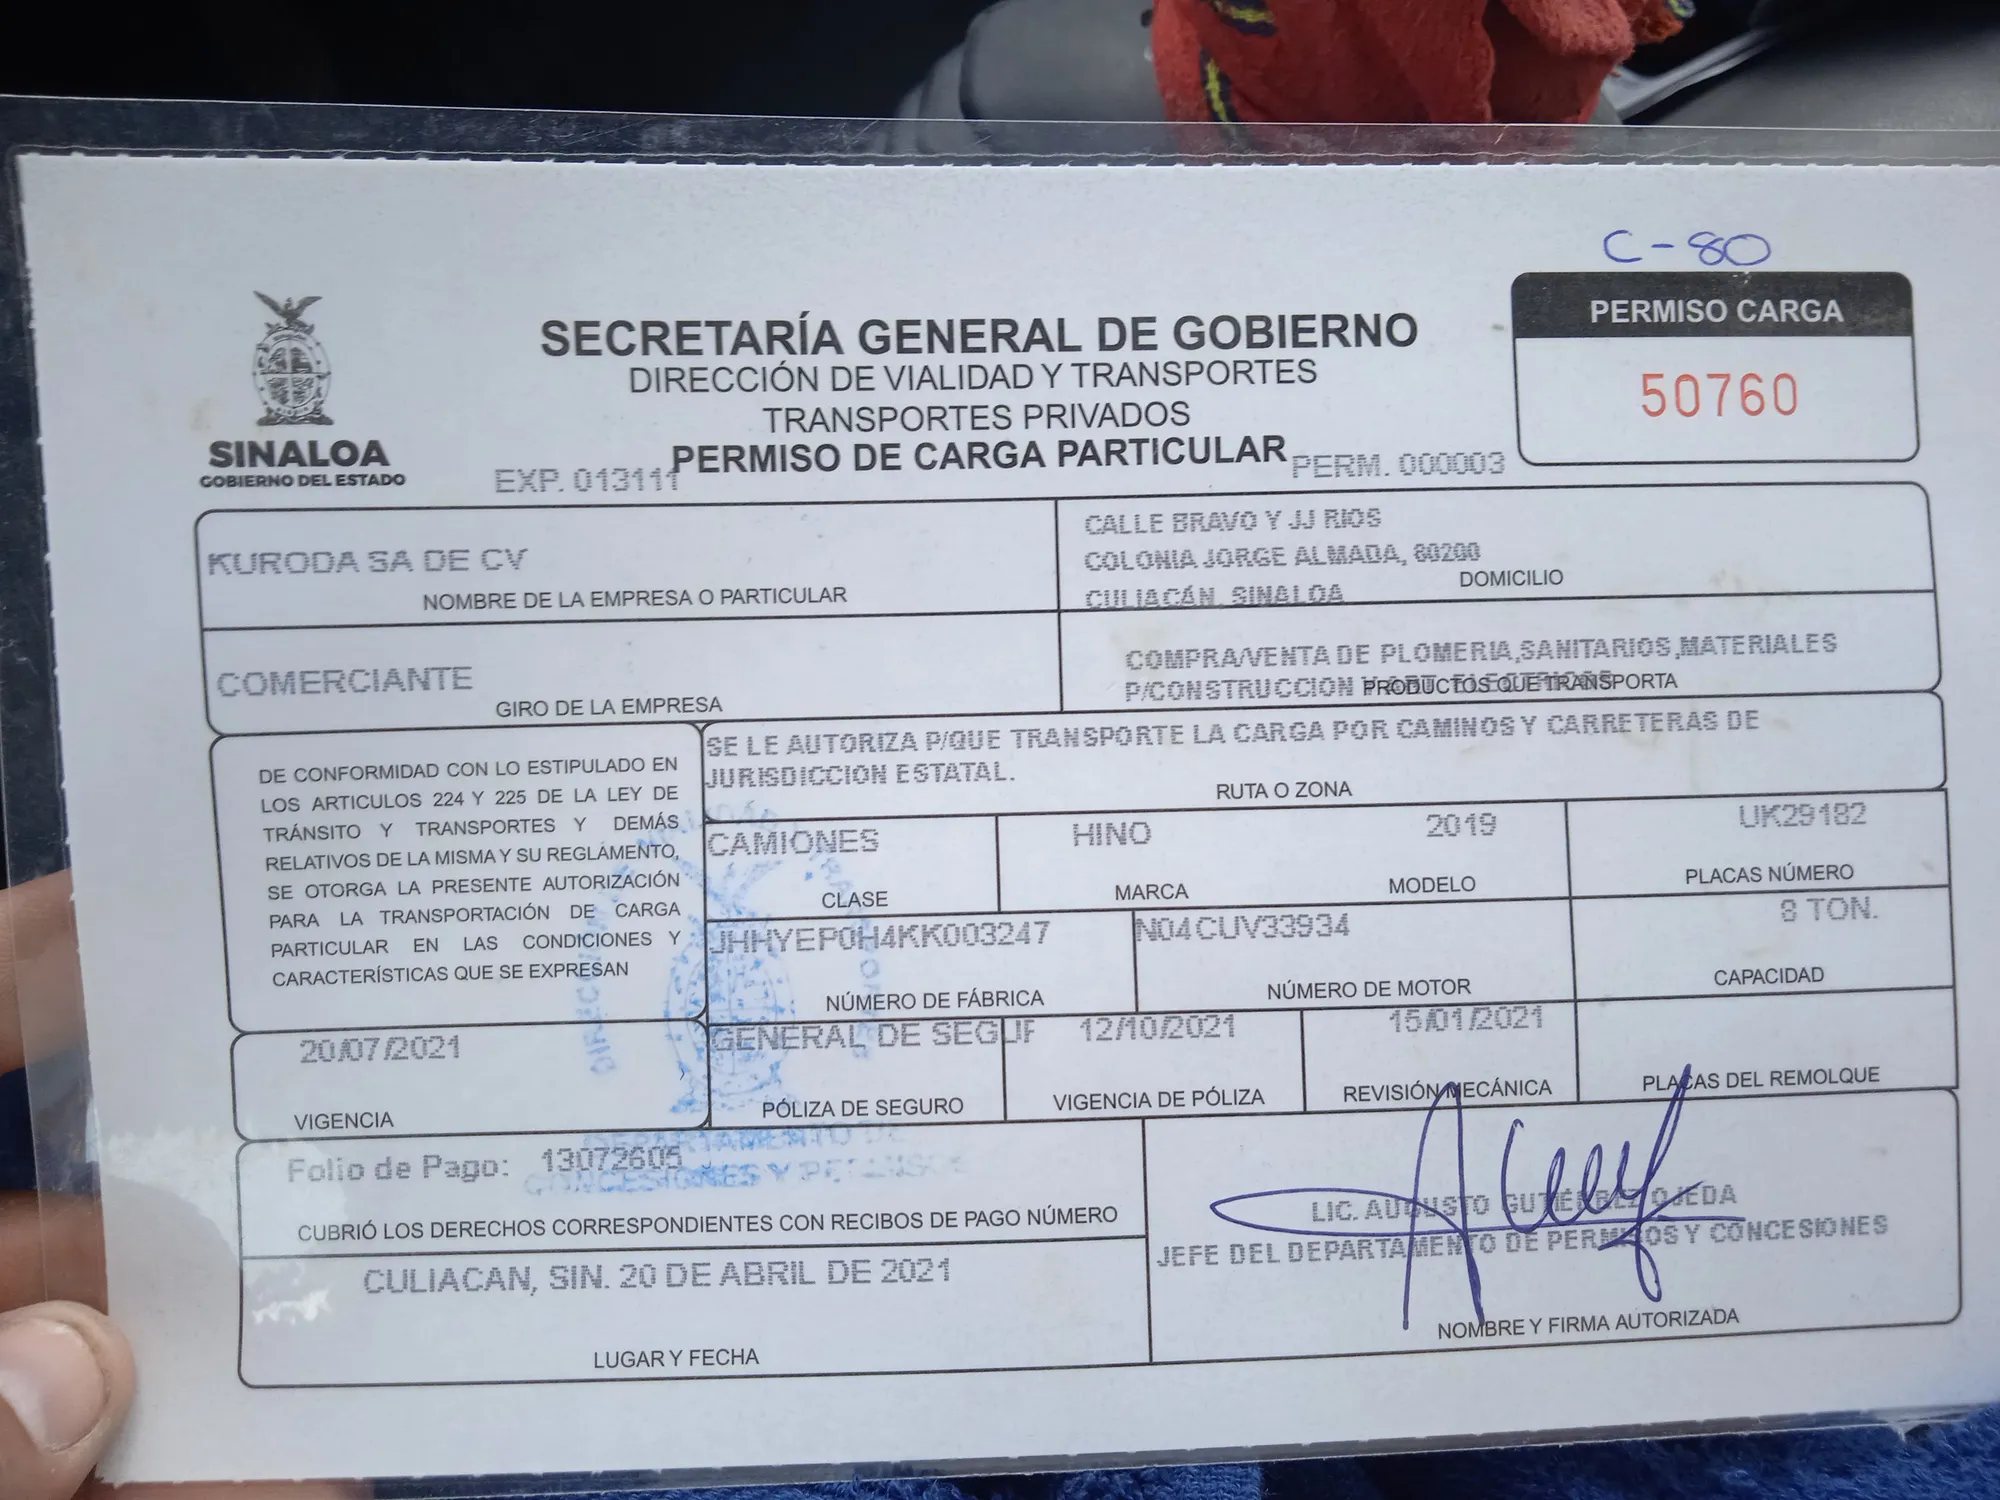 C-80
PERMISO CARGA
50760
SINALOA
GOBIERNO DEL ESTADO
SECRETARÍA GENERAL DE GOBIERNO
DIRECCIÓN DE VIALIDAD Y TRANSPORTES
TRANSPORTES PRIVADOS
PERMISO DE CARGA PARTICULAR
EXP. 013111
PERM. 000003
KURODA SA DE CV
NOMBRE DE LA EMPRESA O PARTICULAR
CALLE BRAVO Y JJ RIOS
COLONIA JORGE ALMADA, 80200
CULIACÁN, SINALOA
DOMICILIO
COMERCIANTE
GIRO DE LA EMPRESA
COMPRA/VENTA DE PLOMERIA,SANITARIOS,MATERIALES
P/CONSTRUCCION
PRODUCTOS QUE TRANSPORTA
DE CONFORMIDAD CON LO ESTIPULADO EN
LOS ARTICULOS 224 Y 225 DE LA LEY DE
TRÁNSITO Y TRANSPORTES Y DEMÁS
RELATIVOS DE LA MISMA Y SU REGLAMENTO,
SE OTORGA LA PRESENTE AUTORIZACIÓN
PARA LA TRANSPORTACIÓN DE CARGA
PARTICULAR EN LAS CONDICIONES Y
CARACTERÍSTICAS QUE SE EXPRESAN
SE LE AUTORIZA P/QUE TRANSPORTE LA CARGA POR CAMINOS Y CARRETERAS DE
JURISDICCION ESTATAL.
RUTA O ZONA
CAMIONES
CLASE
HINO
MARCA
2019
MODELO
UK29182
PLACAS NÚMERO
JHHYEP0H4KK003247
NÚMERO DE FÁBRICA
N04CUV33934
NÚMERO DE MOTOR
8 TON.
CAPACIDAD
20/07/2021
VIGENCIA
GENERAL DE SEGUR
PÓLIZA DE SEGURO
12/10/2021
VIGENCIA DE PÓLIZA
15/01/2021
REVISIÓN MECÁNICA
PLACAS DEL REMOLQUE
DEPARTAMENTO DE
CONCESIONES Y PERMISOS
Folio de Pago: 13072605
CUBRIÓ LOS DERECHOS CORRESPONDIENTES CON RECIBOS DE PAGO NÚMERO
CULIACAN, SIN. 20 DE ABRIL DE 2021
LUGAR Y FECHA
LIC. AUGUSTO GUTIÉRREZ OJEDA
JEFE DEL DEPARTAMENTO DE PERMISOS Y CONCESIONES
NOMBRE Y FIRMA AUTORIZADA